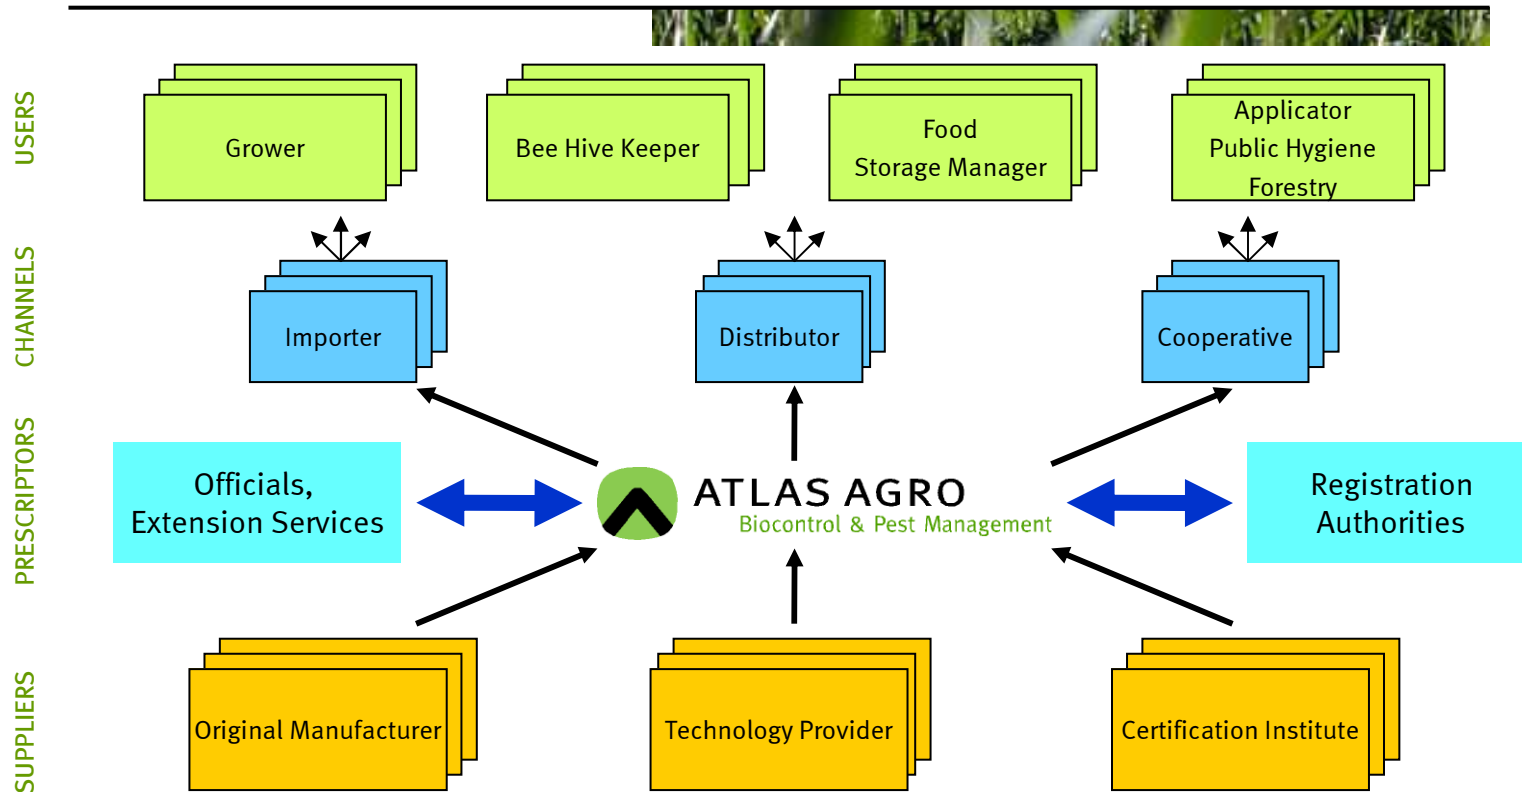 USERS
Grower
Bee Hive Keeper
Food
Storage Manager
Applicator
Public Hygiene
Forestry
CHANNELS
Importer
Distributor
Cooperative
PRESCRIPTORS
Officials,
Extension Services
ATLAS AGRO
Biocontrol & Pest Management
Registration
Authorities
SUPPLIERS
Original Manufacturer
Technology Provider
Certification Institute